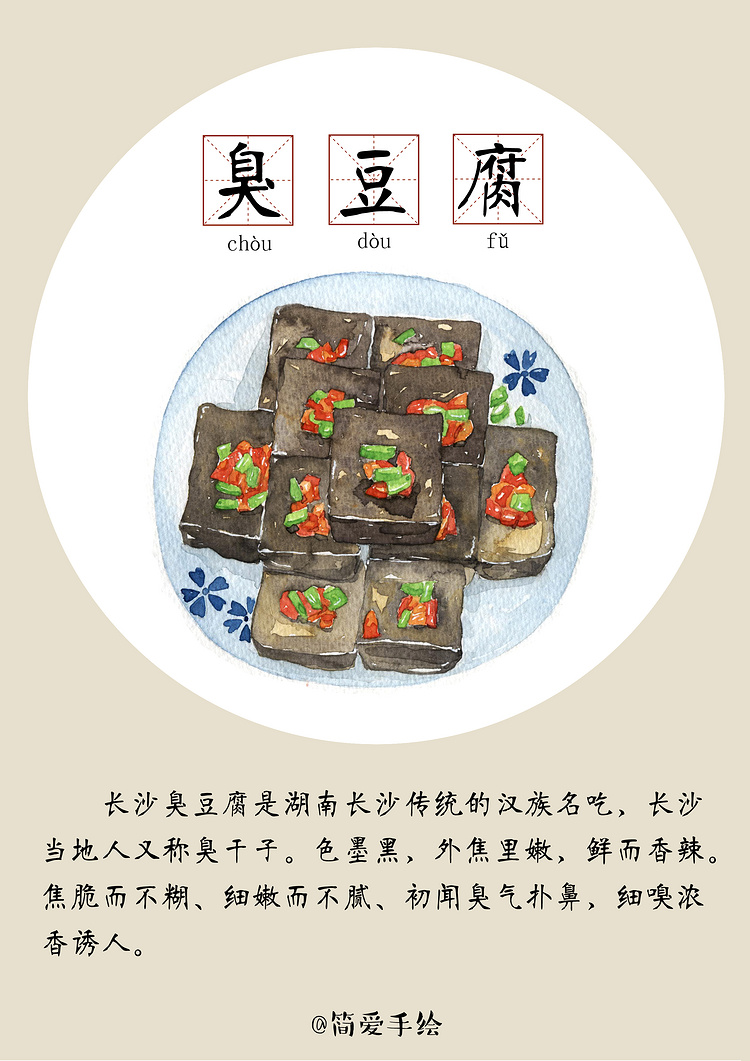 臭豆腐
chòu dòu fǔ
长沙臭豆腐是湖南长沙传统的汉族名吃，长沙
当地人又称臭干子。色墨黑，外焦里嫩，鲜而香辣。
焦脆而不糊、细嫩而不腻、初闻臭气扑鼻，细嗅浓
香诱人。
@简爱手绘